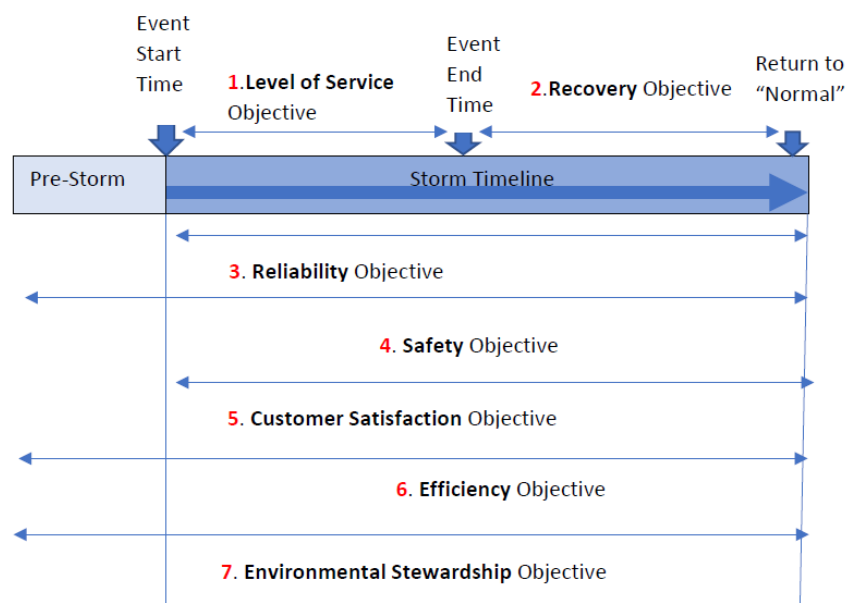 Event
Start
Time
1.Level of Service
Objective
Event
End
Time
2.Recovery Objective
Return to
“Normal”
Pre-Storm
Storm Timeline
3. Reliability Objective
4. Safety Objective
5. Customer Satisfaction Objective
6. Efficiency Objective
7. Environmental Stewardship Objective